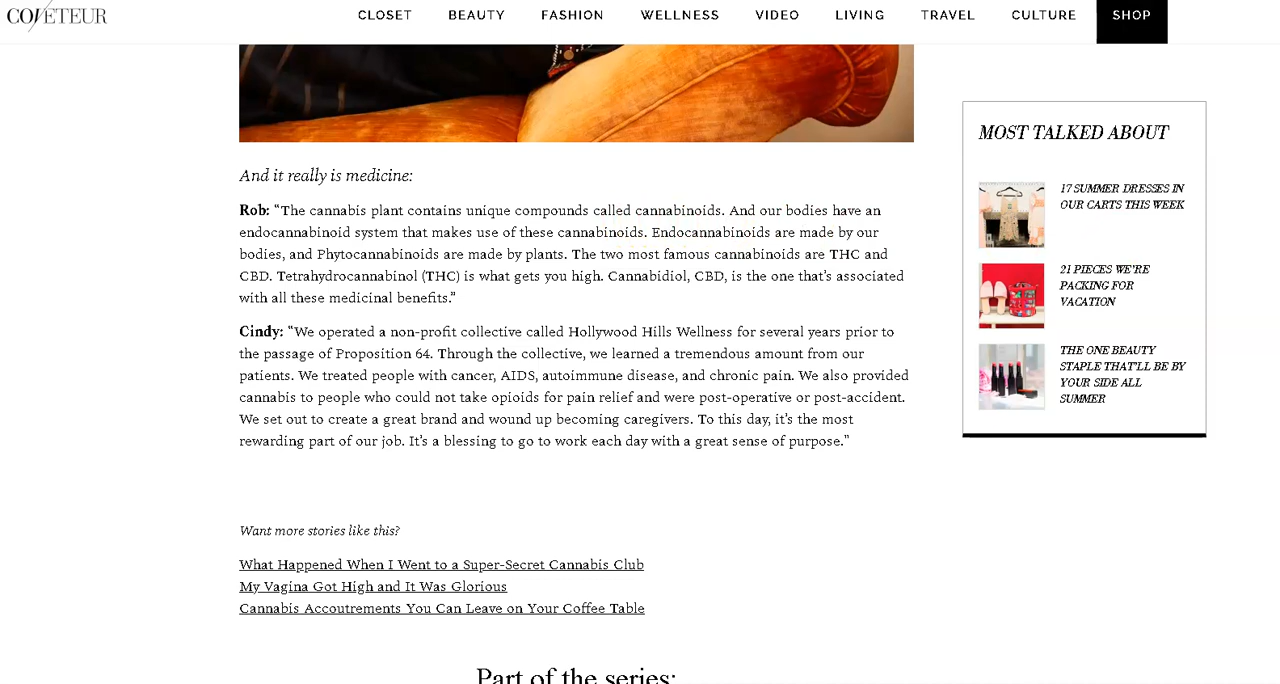 COVETEUR
CLOSET BEAUTY FASHION WELLNESS VIDEO LIVING TRAVEL CULTURE SHOP
And it really is medicine:
Rob: “The cannabis plant contains unique compounds called cannabinoids. And our bodies have an
endocannabinoid system that makes use of these cannabinoids. Endocannabinoids are made by our
bodies, and Phytocannabinoids are made by plants. The two most famous cannabinoids are THC and
CBD. Tetrahydrocannabinol (THC) is what gets you high. Cannabidiol, CBD, is the one that’s associated
with all these medicinal benefits.”
Cindy: “We operated a non-profit collective called Hollywood Hills Wellness for several years prior to
the passage of Proposition 64. Through the collective, we learned a tremendous amount from our
patients. We treated people with cancer, AIDS, autoimmune disease, and chronic pain. We also provided
cannabis to people who could not take opioids for pain relief and were post-operative or post-accident.
We set out to create a great brand and wound up becoming caregivers. To this day, it’s the most
rewarding part of our job. It’s a blessing to go to work each day with a great sense of purpose.”
Want more stories like this?
What Happened When I Went to a Super-Secret Cannabis Club
My Vagina Got High and It Was Glorious
Cannabis Accoutrements You Can Leave on Your Coffee Table
Part of the series:
MOST TALKED ABOUT
17 SUMMER DRESSES IN
OUR CARTS THIS WEEK
21 PIECES WE’RE
PACKING FOR
VACATION
THE ONE BEAUTY
STAPLE THAT’LL BE BY
YOUR SIDE ALL
SUMMER